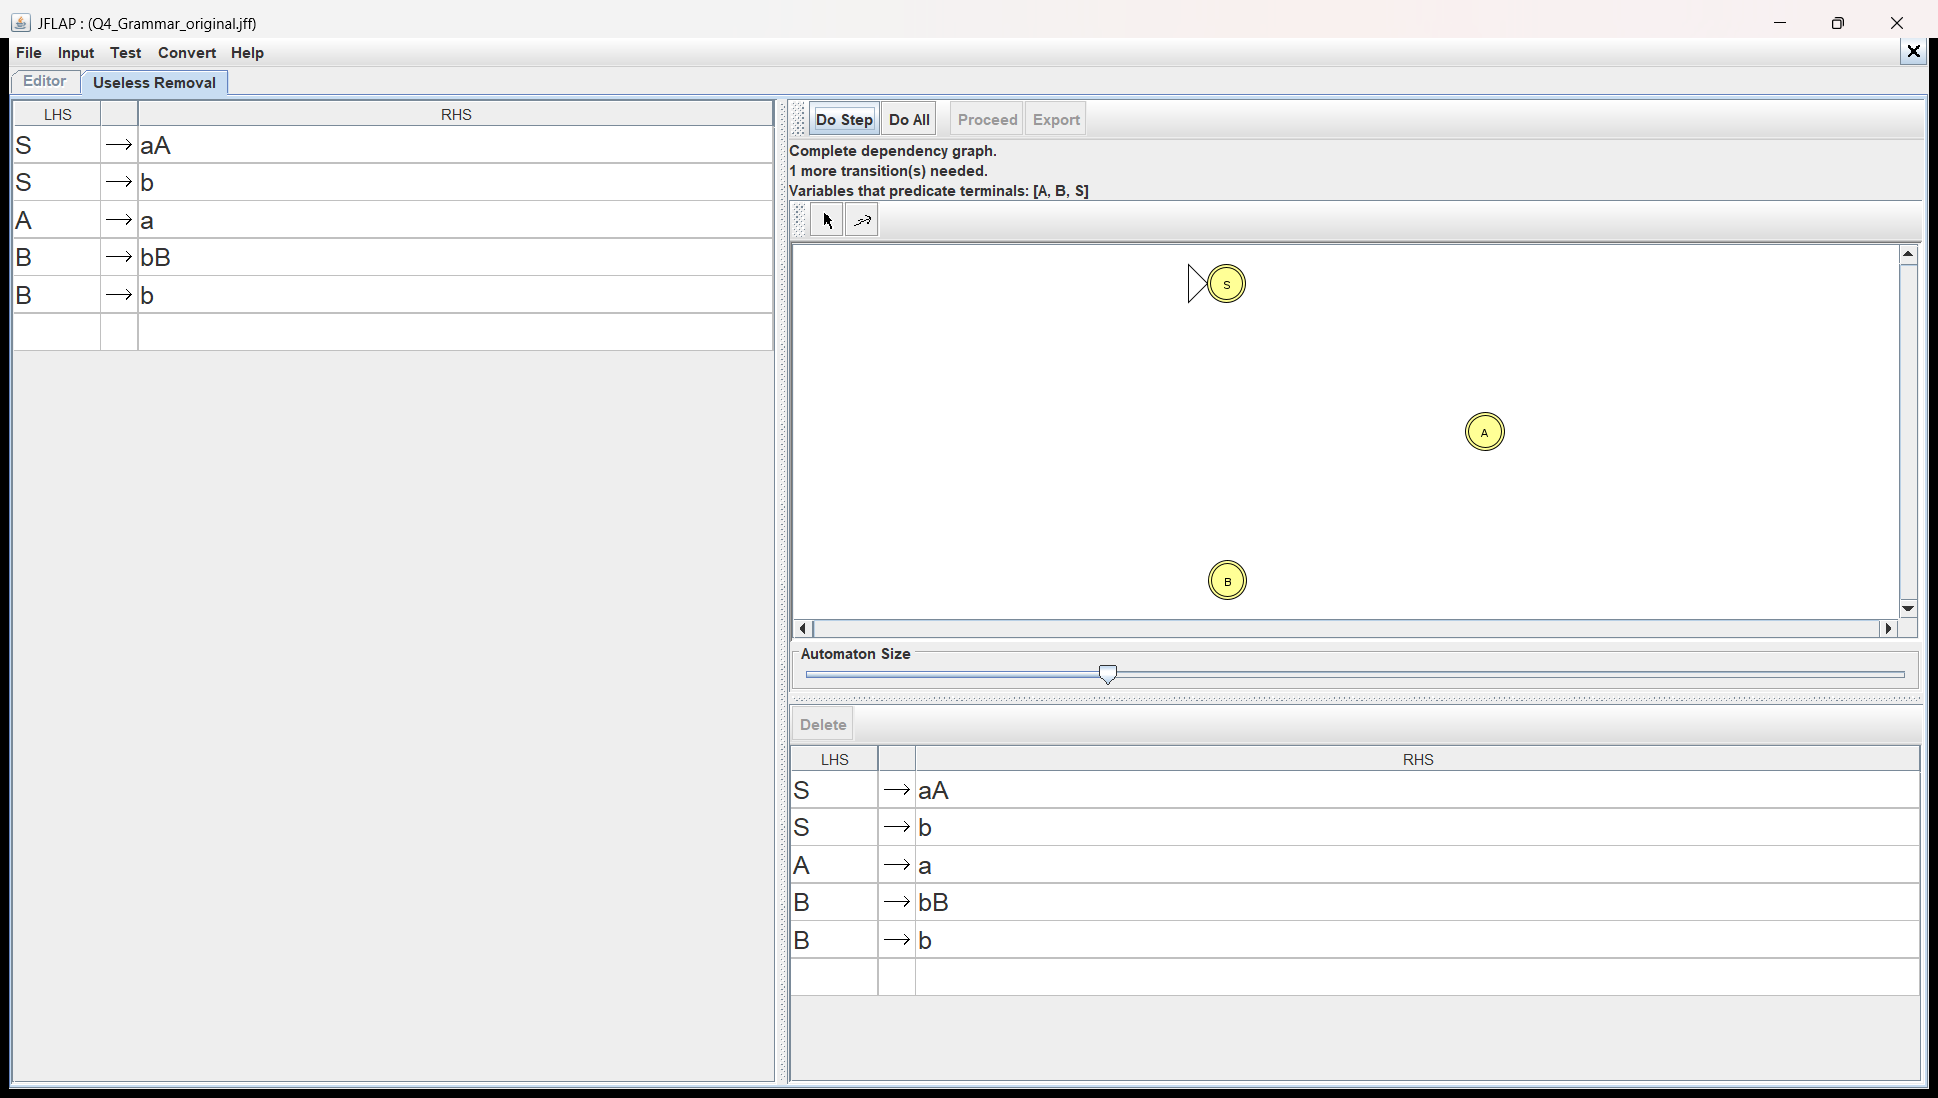 JFLAP : (Q4_Grammar_original.jff)
File Input Test Convert Help
Editor Useless Removal
LHS RHS
S → aA
S → b
A → a
B → bB
B → b
Do Step Do All Proceed Export
Complete dependency graph.
1 more transition(s) needed.
Variables that predicate terminals: [A, B, S]
S
A
B
Automaton Size
Delete
LHS RHS
S → aA
S → b
A → a
B → bB
B → b